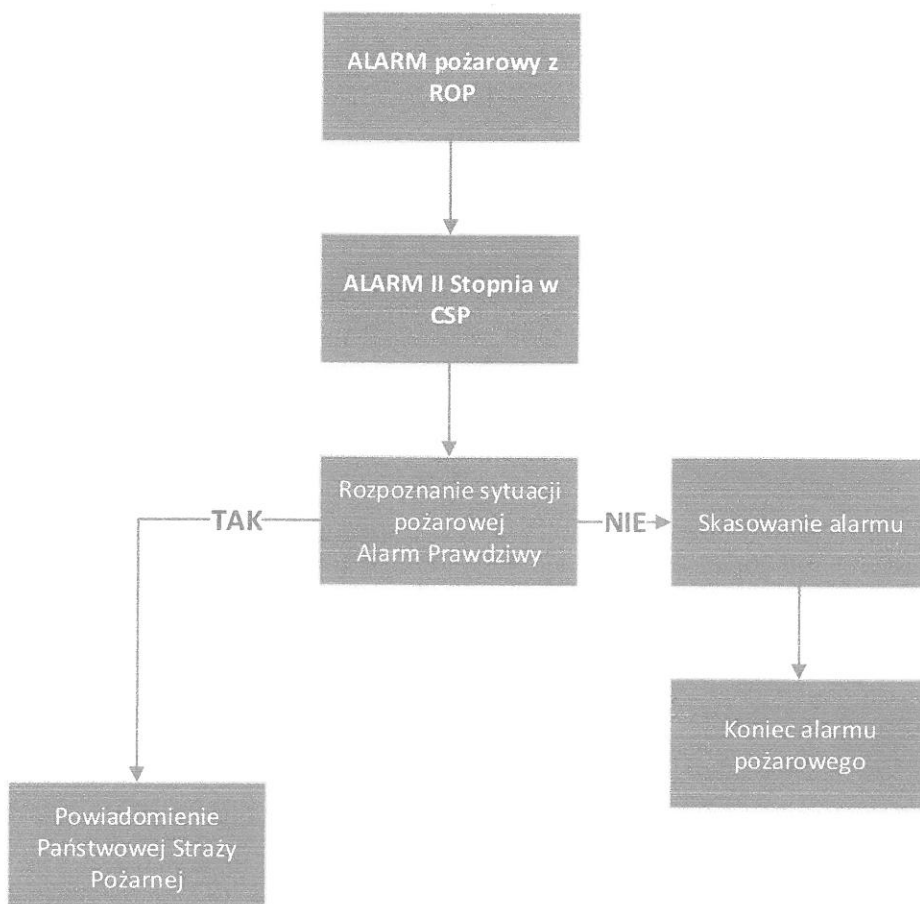 ALARM pożarowy z
ROP
ALARM II Stopnia w
CSP
Rozpoznanie sytuacji
pożarowej
Alarm Prawdziwy
TAK
NIE
Skasowanie alarmu
Koniec alarmu
pożarowego
Powiadomienie
Państwowej Straży
Pożarnej